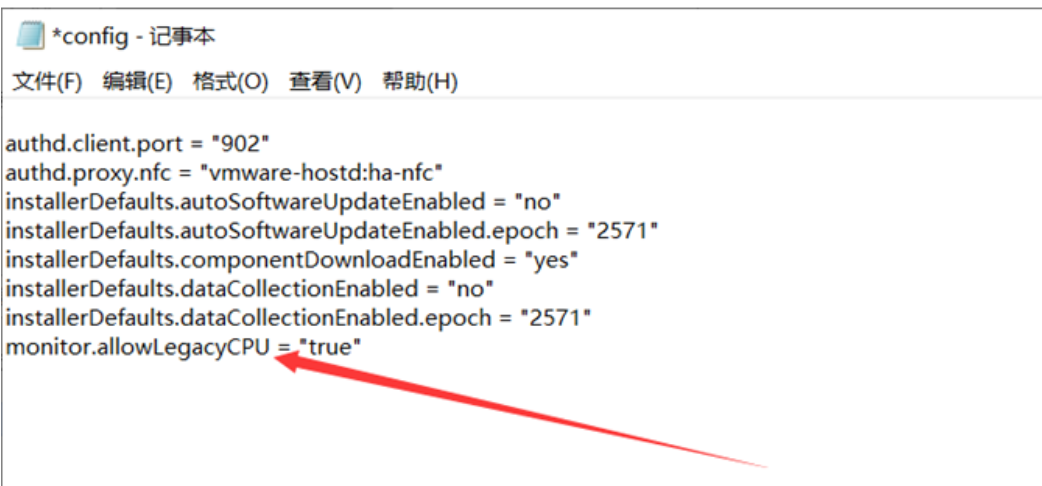 *config - 记事本
文件(F) 编辑(E) 格式(O) 查看(V) 帮助(H)
authd.client.port = "902"
authd.proxy.nfc = "vmware-hostd:ha-nfc"
installerDefaults.autoSoftwareUpdateEnabled = "no"
installerDefaults.autoSoftwareUpdateEnabled.epoch = "2571"
installerDefaults.componentDownloadEnabled = "yes"
installerDefaults.dataCollectionEnabled = "no"
installerDefaults.dataCollectionEnabled.epoch = "2571"
monitor.allowLegacyCPU = "true"